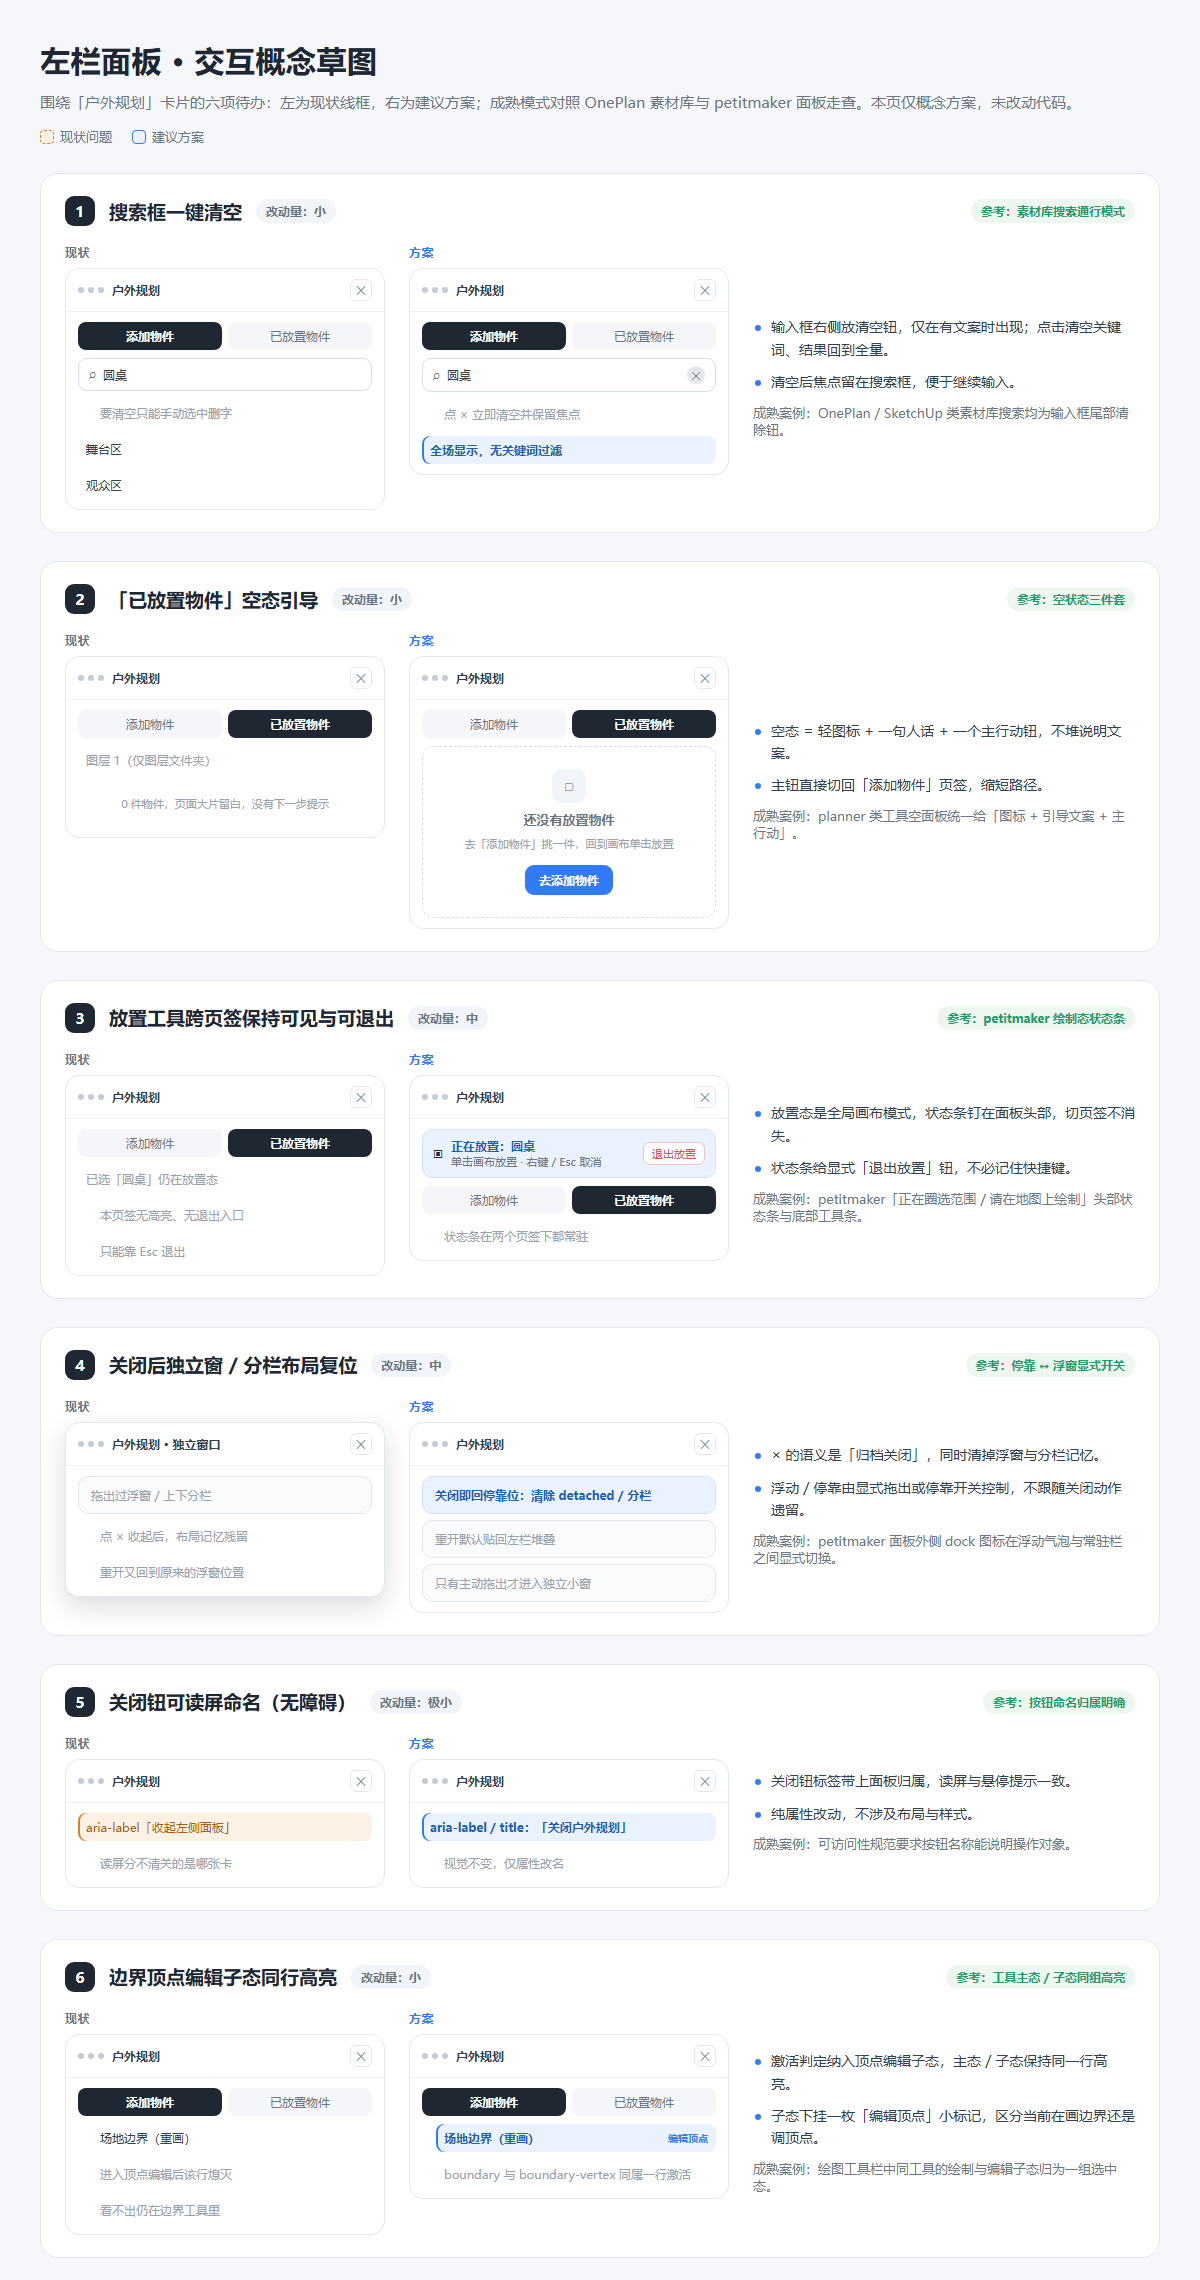 左栏面板 · 交互概念草图
围绕「户外规划」卡片的六项待办：左为现状线框，右为建议方案；成熟模式对照 OnePlan 素材库与 petitmaker 面板走查。本页仅概念方案，未改动代码。
现状问题 建议方案
1 搜索框一键清空 改动量：小 参考：素材库搜索通行模式
现状
户外规划
添加物件 已放置物件
圆桌
要清空只能手动选中删字
舞台区
观众区
方案
户外规划
添加物件 已放置物件
圆桌
点 × 立即清空并保留焦点
全场显示，无关键词过滤
输入框右侧放清空钮，仅在有文案时出现；点击清空关键
词、结果回到全量。
清空后焦点留在搜索框，便于继续输入。
成熟案例：OnePlan / SketchUp 类素材库搜索均为输入框尾部清
除钮。
2 「已放置物件」空态引导 改动量：小 参考：空状态三件套
现状
户外规划
添加物件 已放置物件
图层 1（仅图层文件夹）
0 件物件，页面大片留白，没有下一步提示
方案
户外规划
添加物件 已放置物件
还没有放置物件
去「添加物件」挑一件，回到画布单击放置
去添加物件
空态 = 轻图标 + 一句人话 + 一个主行动钮，不堆说明文
案。
主钮直接切回「添加物件」页签，缩短路径。
成熟案例：planner 类工具空面板统一给「图标 + 引导文案 + 主
行动」。
3 放置工具跨页签保持可见与可退出 改动量：中 参考：petitmaker 绘制态状态条
现状
户外规划
添加物件 已放置物件
已选「圆桌」仍在放置态
本页签无高亮、无退出入口
只能靠 Esc 退出
方案
户外规划
正在放置：圆桌
单击画布放置 · 右键 / Esc 取消
退出放置
添加物件 已放置物件
状态条在两个页签下都常驻
放置态是全局画布模式，状态条钉在面板头部，切页签不消
失。
状态条给显式「退出放置」钮，不必记住快捷键。
成熟案例：petitmaker「正在圈选范围 / 请在地图上绘制」头部状
态条与底部工具条。
4 关闭后独立窗 / 分栏布局复位 改动量：中 参考：停靠 ↔ 浮窗显式开关
现状
户外规划 · 独立窗口
拖出过浮窗 / 上下分栏
点 × 收起后，布局记忆残留
重开又回到原来的浮窗位置
方案
户外规划
关闭即回停靠位：清除 detached / 分栏
重开默认贴回左栏堆叠
只有主动拖出才进入独立小窗
× 的语义是「归档关闭」，同时清掉浮窗与分栏记忆。
浮动 / 停靠由显式拖出或停靠开关控制，不跟随关闭动作
遗留。
成熟案例：petitmaker 面板外侧 dock 图标在浮动气泡与常驻栏
之间显式切换。
5 关闭钮可读屏命名（无障碍） 改动量：极小 参考：按钮命名归属明确
现状
户外规划
aria-label「收起左侧面板」
读屏分不清关的是哪张卡
方案
户外规划
aria-label / title：「关闭户外规划」
视觉不变，仅属性改名
关闭钮标签带上面板归属，读屏与悬停提示一致。
纯属性改动，不涉及布局与样式。
成熟案例：可访问性规范要求按钮名称能说明操作对象。
6 边界顶点编辑子态同行高亮 改动量：小 参考：工具主态 / 子态同组高亮
现状
户外规划
添加物件 已放置物件
场地边界（重画）
进入顶点编辑后该行熄灭
看不出仍在边界工具里
方案
户外规划
添加物件 已放置物件
场地边界（重画） 编辑顶点
boundary 与 boundary-vertex 同属一行激活
激活判定纳入顶点编辑子态，主态 / 子态保持同一行高
亮。
子态下挂一枚「编辑顶点」小标记，区分当前在画边界还是
调顶点。
成熟案例：绘图工具栏中同工具的绘制与编辑子态归为一组选中
态。